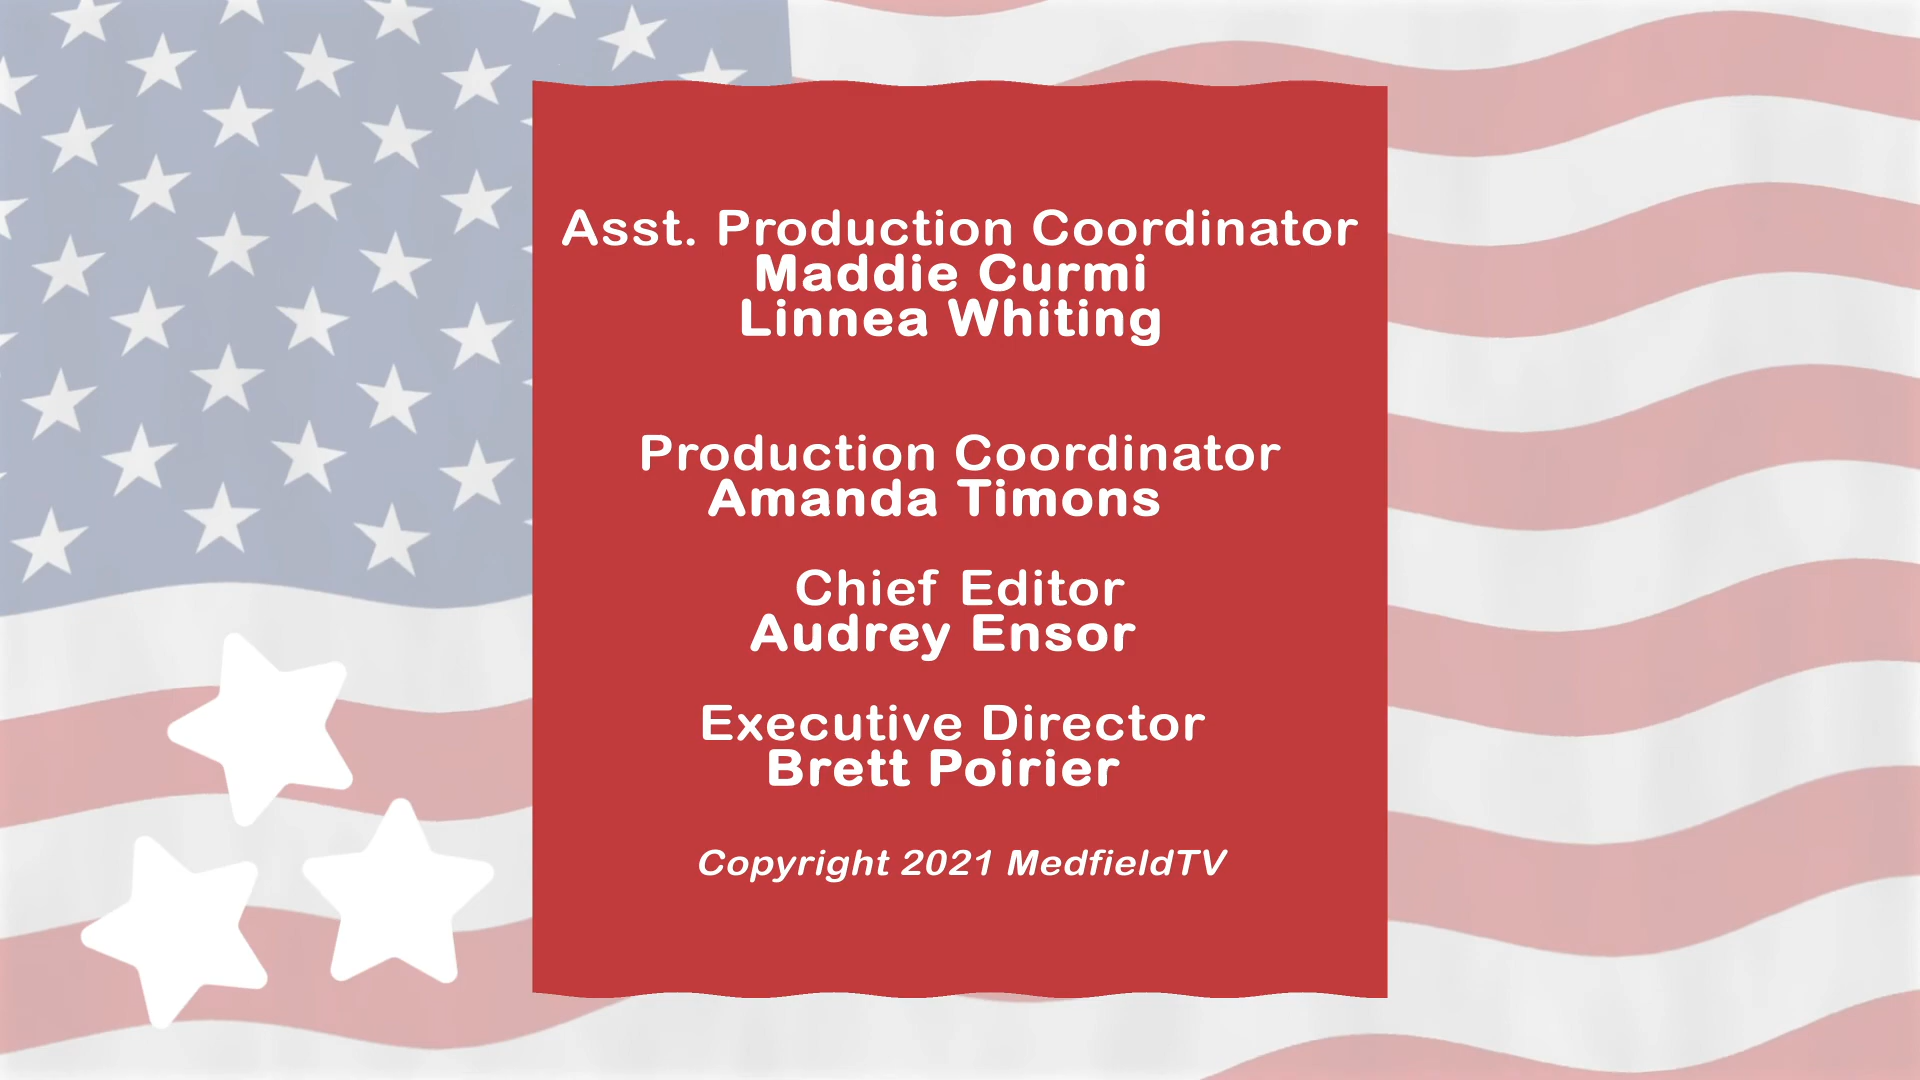 Asst. Production Coordinator
Maddie Curmi
Linnea Whiting
Production Coordinator
Amanda Timons
Chief Editor
Audrey Ensor
Executive Director
Brett Poirier
Copyright 2021 MedfieldTV